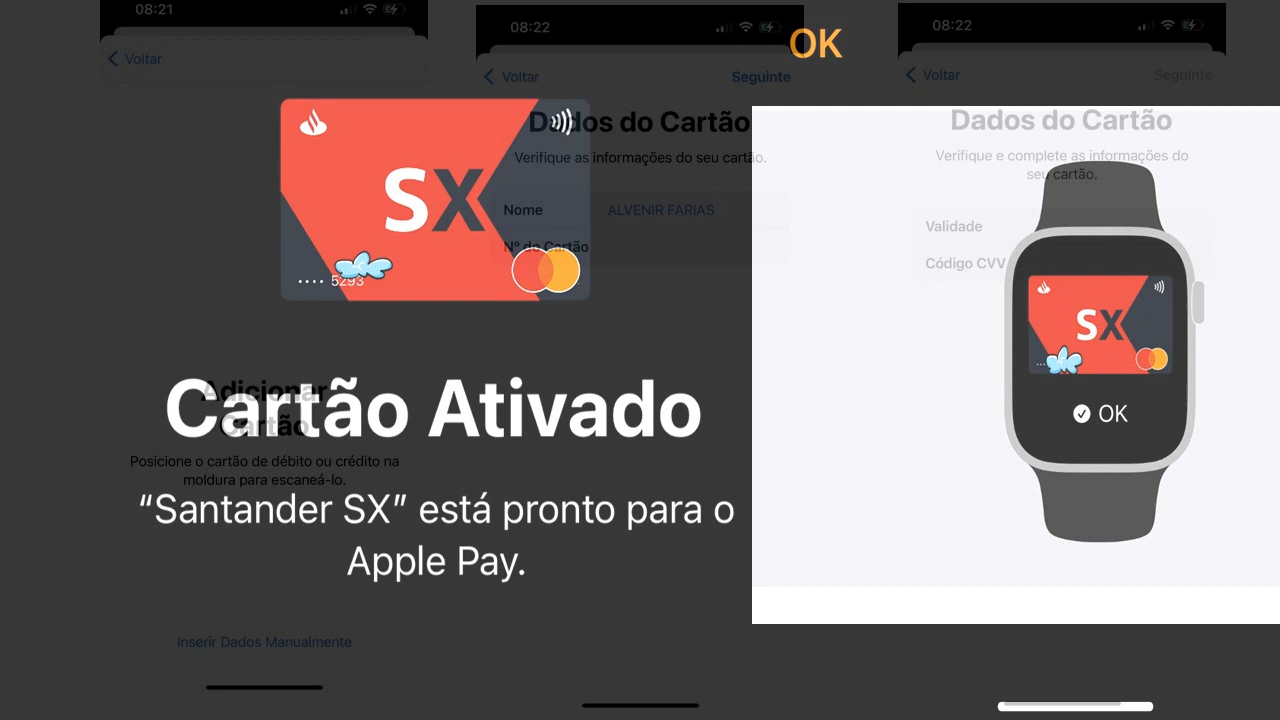 08:21
Voltar
Adicionar
Cartão
Posicione o cartão de débito ou crédito na
moldura para escaneá-lo.
Inserir Dados Manualmente
08:22
Voltar
Seguinte
Dados do Cartão
Verifique as informações do seu cartão.
Nome
ALVENIR FARIAS
Nº do Cartão
OK
SX
•••• 5293
Cartão Ativado
“Santander SX” está pronto para o
Apple Pay.
08:22
Voltar
Seguinte
Dados do Cartão
Verifique e complete as informações do
seu cartão.
Validade
Código CVV
SX
OK